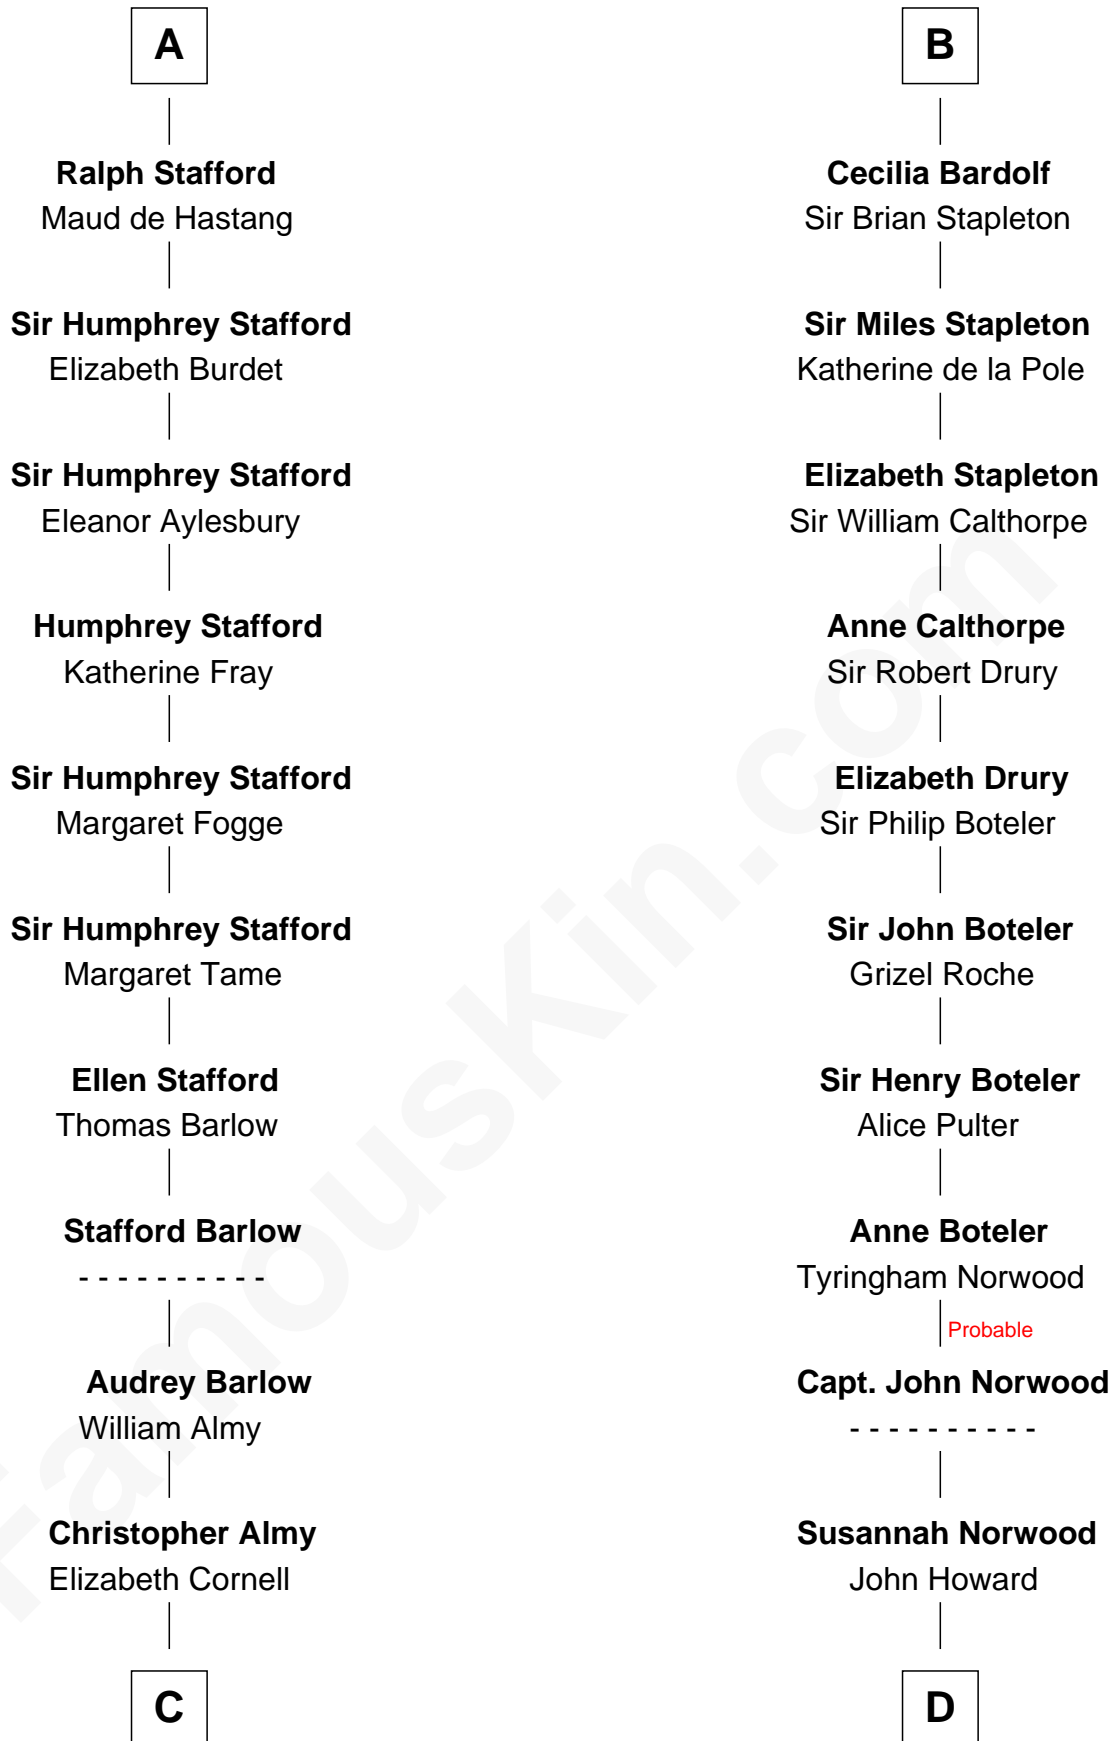 A
Ralph Stafford
Maud de Hastang
Sir Humphrey Stafford
Elizabeth Burdet
Sir Humphrey Stafford
Eleanor Aylesbury
Humphrey Stafford
Katherine Fray
Sir Humphrey Stafford
Margaret Fogge
Sir Humphrey Stafford
Margaret Tame
Ellen Stafford
Thomas Barlow
Stafford Barlow
- - - - - - - - - -
Audrey Barlow
William Almy
Christopher Almy
Elizabeth Cornell
C
B
Cecilia Bardolf
Sir Brian Stapleton
Sir Miles Stapleton
Katherine de la Pole
Elizabeth Stapleton
Sir William Calthorpe
Anne Calthorpe
Sir Robert Drury
Elizabeth Drury
Sir Philip Boteler
Sir John Boteler
Grizel Roche
Sir Henry Boteler
Alice Pulter
Anne Boteler
Tyringham Norwood
Probable
Capt. John Norwood
- - - - - - - - - -
Susannah Norwood
John Howard
D
FamousKin.com